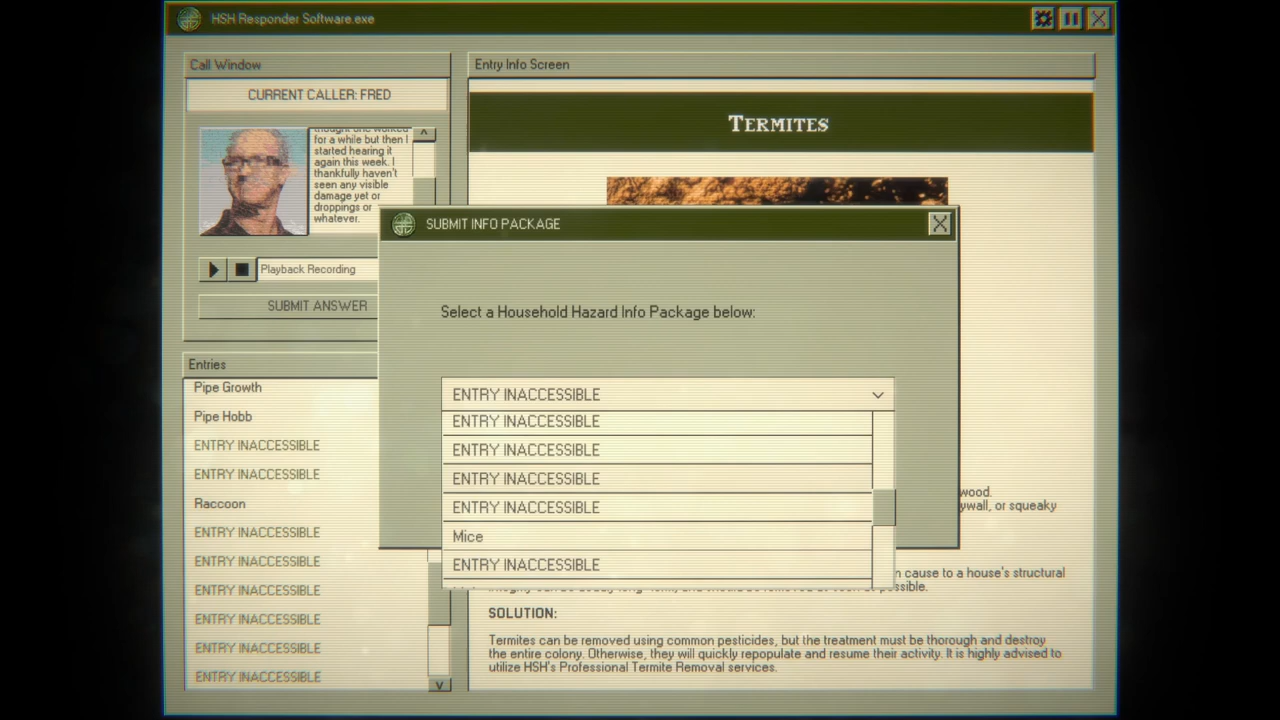 HSH Responder Software.exe
Call Window
CURRENT CALLER: FRED
thought one worked
for a while but then I
started hearing it
again this week. I
thankfully haven't
seen any visible
damage yet or
droppings or
whatever.
Playback Recording
SUBMIT ANSWER
Entries
Pipe Growth
Pipe Hobb
ENTRY INACCESSIBLE
ENTRY INACCESSIBLE
Raccoon
ENTRY INACCESSIBLE
ENTRY INACCESSIBLE
ENTRY INACCESSIBLE
ENTRY INACCESSIBLE
ENTRY INACCESSIBLE
ENTRY INACCESSIBLE
Entry Info Screen
TERMITES
SUBMIT INFO PACKAGE
Select a Household Hazard Info Package below:
ENTRY INACCESSIBLE
ENTRY INACCESSIBLE
ENTRY INACCESSIBLE
ENTRY INACCESSIBLE
ENTRY INACCESSIBLE
Mice
ENTRY INACCESSIBLE
wood.
ywall, or squeaky
n cause to a house's structural
SOLUTION:
Termites can be removed using common pesticides, but the treatment must be thorough and destroy
the entire colony. Otherwise, they will quickly repopulate and resume their activity. It is highly advised to
utilize HSH's Professional Termite Removal services.